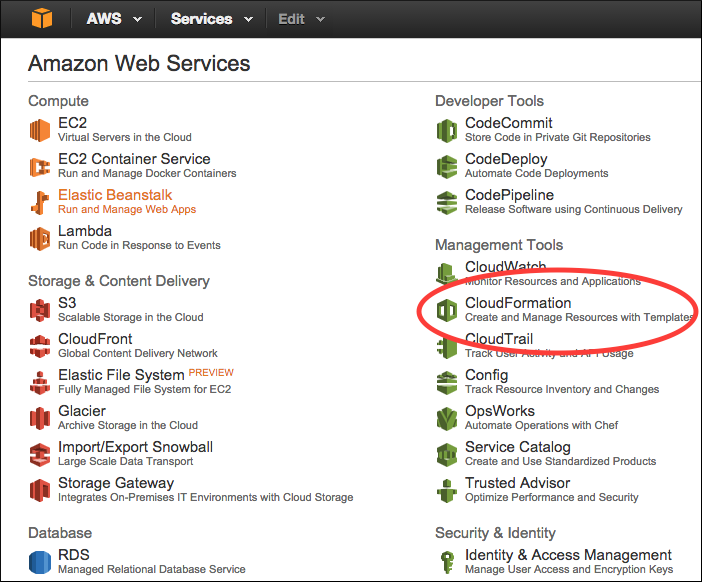 AWS Services Edit
Amazon Web Services
Compute
EC2
Virtual Servers in the Cloud
EC2 Container Service
Run and Manage Docker Containers
Elastic Beanstalk
Run and Manage Web Apps
Lambda
Run Code in Response to Events
Storage & Content Delivery
S3
Scalable Storage in the Cloud
CloudFront
Global Content Delivery Network
Elastic File System PREVIEW
Fully Managed File System for EC2
Glacier
Archive Storage in the Cloud
Import/Export Snowball
Large Scale Data Transport
Storage Gateway
Integrates On-Premises IT Environments with Cloud Storage
Database
RDS
Managed Relational Database Service
Developer Tools
CodeCommit
Store Code in Private Git Repositories
CodeDeploy
Automate Code Deployments
CodePipeline
Release Software using Continuous Delivery
Management Tools
CloudWatch
Monitor Resources and Applications
CloudFormation
Create and Manage Resources with Templates
CloudTrail
Track User Activity and API Usage
Config
Track Resource Inventory and Changes
OpsWorks
Automate Operations with Chef
Service Catalog
Create and Use Standardized Products
Trusted Advisor
Optimize Performance and Security
Security & Identity
Identity & Access Management
Manage User Access and Encryption Keys